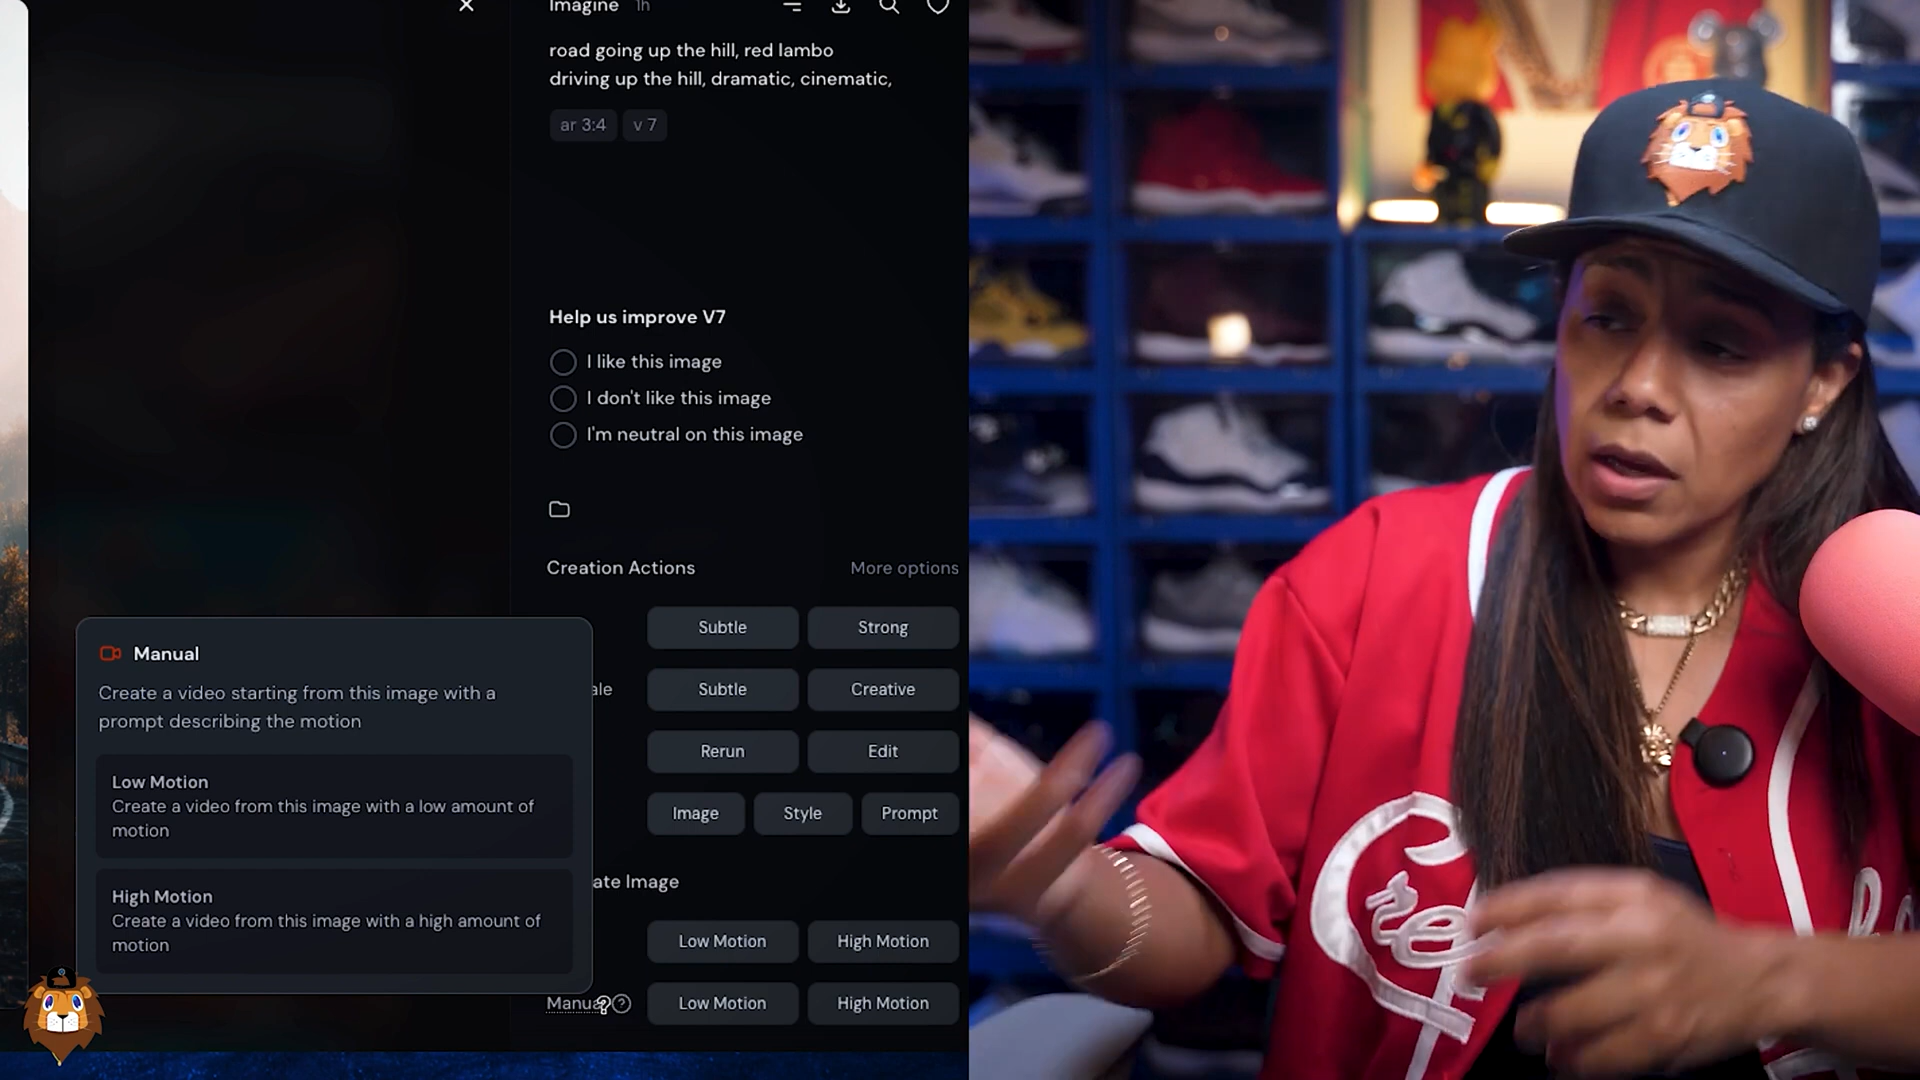 Imagine 1h
road going up the hill, red lambo
driving up the hill, dramatic, cinematic,
ar 3:4 v 7
Help us improve V7
I like this image
I don't like this image
I'm neutral on this image
Creation Actions More options
Subtle Strong
ale Subtle Creative
Rerun Edit
Image Style Prompt
ate Image
Low Motion High Motion
Manual Low Motion High Motion
Manual
Create a video starting from this image with a
prompt describing the motion
Low Motion
Create a video from this image with a low amount of
motion
High Motion
Create a video from this image with a high amount of
motion